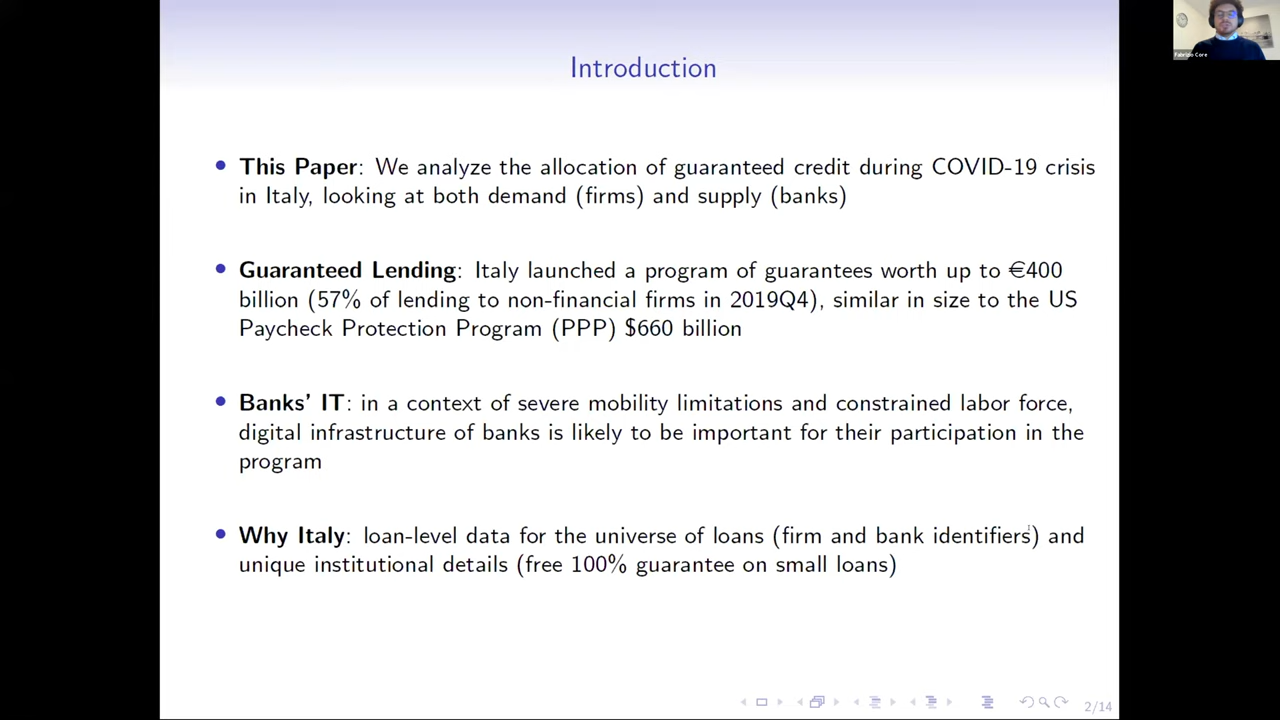 Introduction
• This Paper: We analyze the allocation of guaranteed credit during COVID-19 crisis
in Italy, looking at both demand (firms) and supply (banks)
• Guaranteed Lending: Italy launched a program of guarantees worth up to €400
billion (57% of lending to non-financial firms in 2019Q4), similar in size to the US
Paycheck Protection Program (PPP) $660 billion
• Banks' IT: in a context of severe mobility limitations and constrained labor force,
digital infrastructure of banks is likely to be important for their participation in the
program
• Why Italy: loan-level data for the universe of loans (firm and bank identifiers) and
unique institutional details (free 100% guarantee on small loans)
2/14
Fabrizio Core